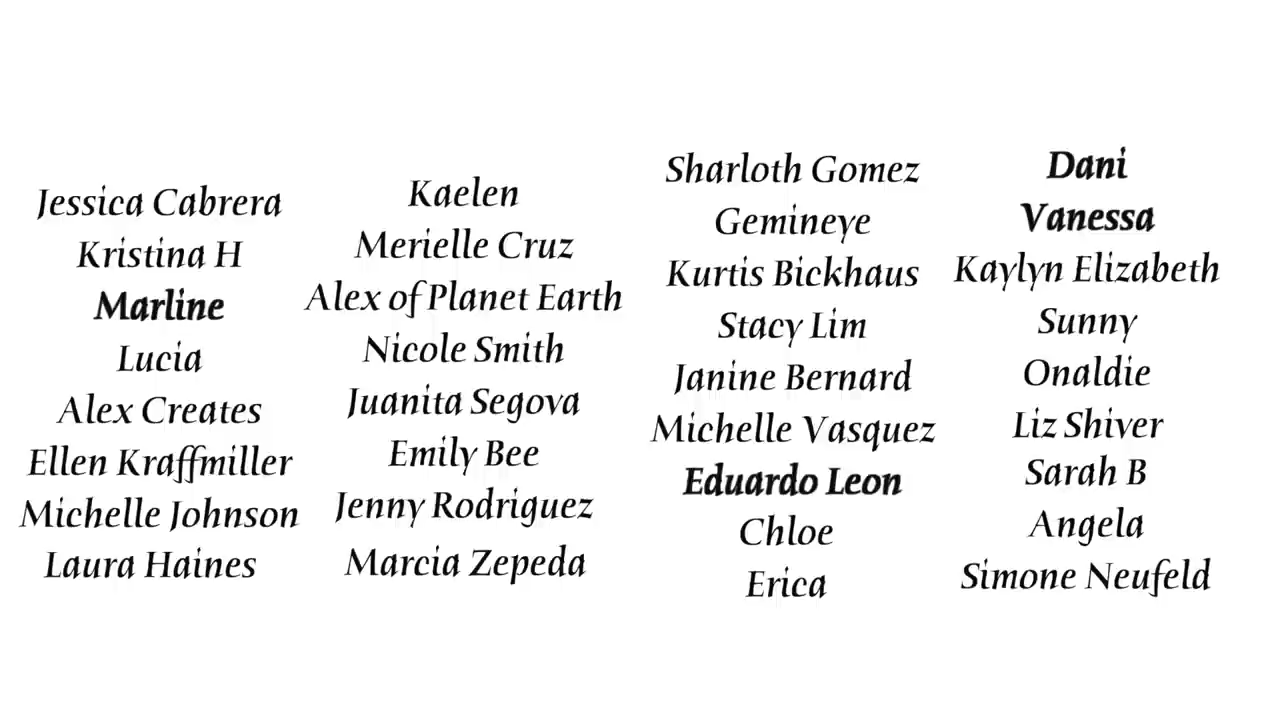 Jessica Cabrera
Kristina H
Marline
Lucia
Alex Creates
Ellen Kraffmiller
Michelle Johnson
Laura Haines
Kaelen
Merielle Cruz
Alex of Planet Earth
Nicole Smith
Juanita Segova
Emily Bee
Jenny Rodriguez
Marcia Zepeda
Sharloth Gomez
Gemineye
Kurtis Bickhaus
Stacy Lim
Janine Bernard
Michelle Vasquez
Eduardo Leon
Chloe
Erica
Dani
Vanessa
Kaylyn Elizabeth
Sunny
Onaldie
Liz Shiver
Sarah B
Angela
Simone Neufeld